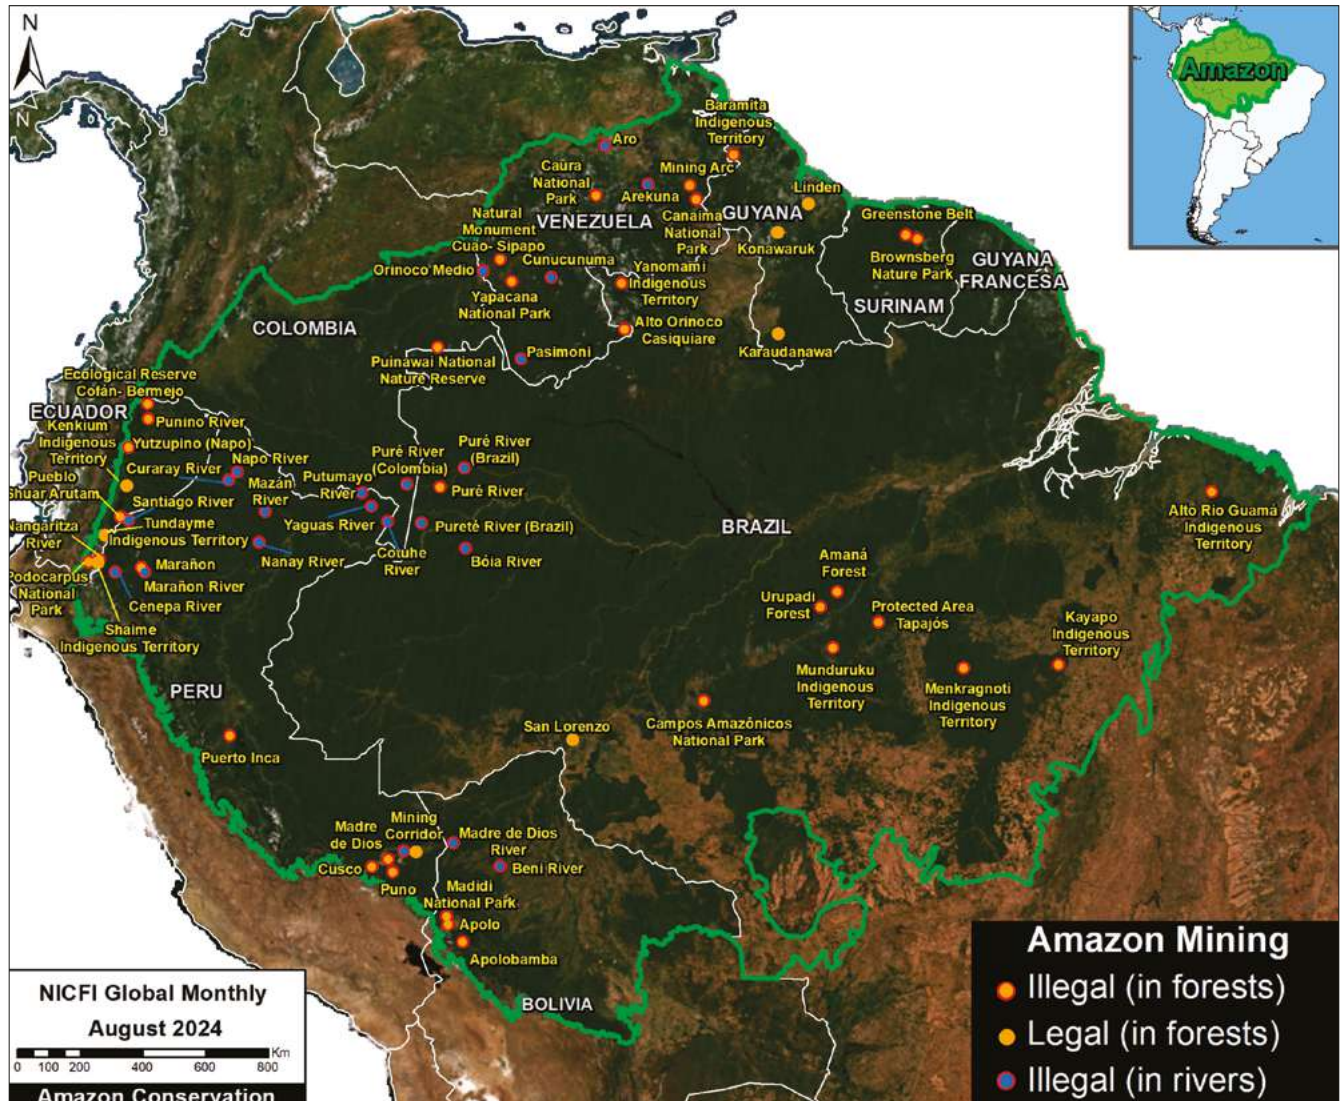 N
N
Amazon
Baramita
Indigenous
Territory
Aro
Mining Arc
Caura
National
Park
Arekuna
Linden
VENEZUELA
GUYANA
Canaima
National
Park
Greenstone Belt
Natural
Monument
Cuao- Sipapo
Konawaruk
Brownsberg
Nature Park
GUYANA
FRANCESA
Orinoco Medio
Cunucunuma
Yanomami
Indigenous
Territory
Yapacana
National Park
SURINAM
COLOMBIA
Alto Orinoco
Casiquiare
Karaudanawa
Puinawai National
Nature Reserve
Pasimoni
Ecological Reserve
Cofán- Bermejo
ECUADOR
Punino River
Kenkium
Indigenous
Territory
Yutzupino (Napo)
Curaray River
Napo River
Mazán
River
Putumayo
River
Puré River
(Colombia)
Puré River
(Brazil)
Puré River
Pueblo
Shuar Arutam
Santiago River
Tundayme
Indigenous Territory
Nangaritza
River
Yaguas River
Cotuhe
River
Pureté River (Brazil)
BRAZIL
Alto Rio Guamá
Indigenous
Territory
Nanay River
Bóia River
Marañon
Marañon River
Cenepa River
Podocarpus
National
Park
Shaime
Indigenous Territory
Amaná
Forest
Urupadi
Forest
Protected Area
Tapajós
Kayapo
Indigenous
Territory
Munduruku
Indigenous
Territory
Menkragnoti
Indigenous
Territory
PERU
Puerto Inca
San Lorenzo
Campos Amazônicos
National Park
Mining
Corridor
Madre
de Dios
Madre de Dios
River
Cusco
Puno
Beni River
Madidi
National Park
Apolo
Apolobamba
BOLIVIA
NICFI Global Monthly
August 2024
0 100 200 400 600 800 Km
Amazon Conservation
Amazon Mining
Illegal (in forests)
Legal (in forests)
Illegal (in rivers)